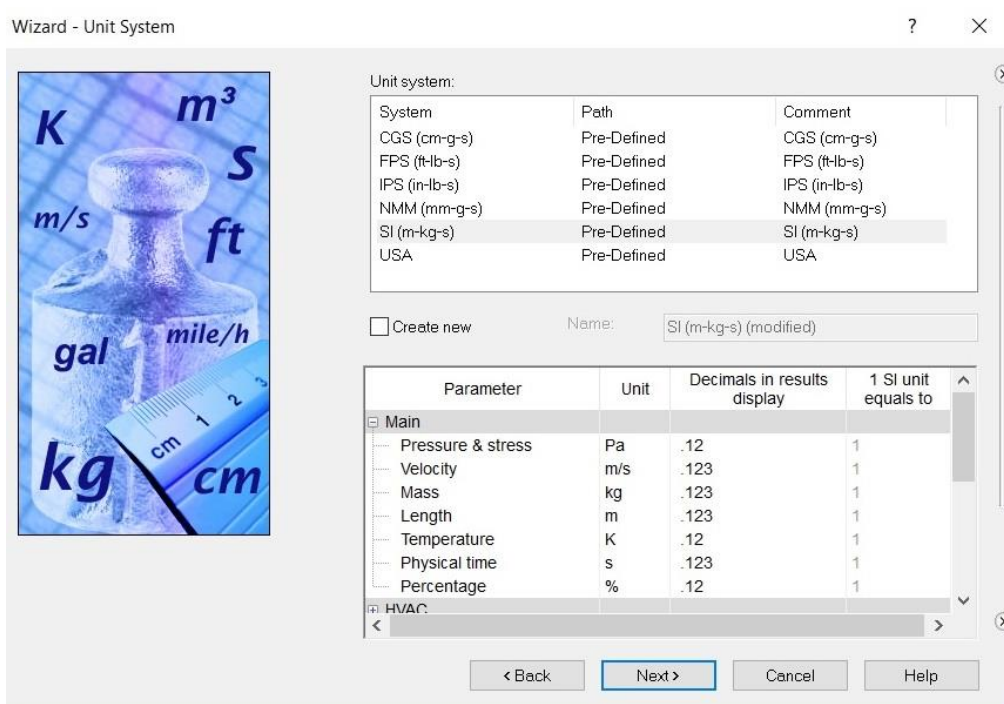 Wizard - Unit System ?
K m³
S
m/s ft
gal mile/h
1 2 3
cm
kg cm
Unit system:
System Path Comment
CGS (cm-g-s) Pre-Defined CGS (cm-g-s)
FPS (ft-lb-s) Pre-Defined FPS (ft-lb-s)
IPS (in-lb-s) Pre-Defined IPS (in-lb-s)
NMM (mm-g-s) Pre-Defined NMM (mm-g-s)
SI (m-kg-s) Pre-Defined SI (m-kg-s)
USA Pre-Defined USA
Create new Name: SI (m-kg-s) (modified)
Parameter Unit Decimals in results display 1 SI unit equals to
Main
Pressure & stress Pa .12 1
Velocity m/s .123 1
Mass kg .123 1
Length m .123 1
Temperature K .12 1
Physical time s .123 1
Percentage % .12 1
HVAC
< Back Next > Cancel Help